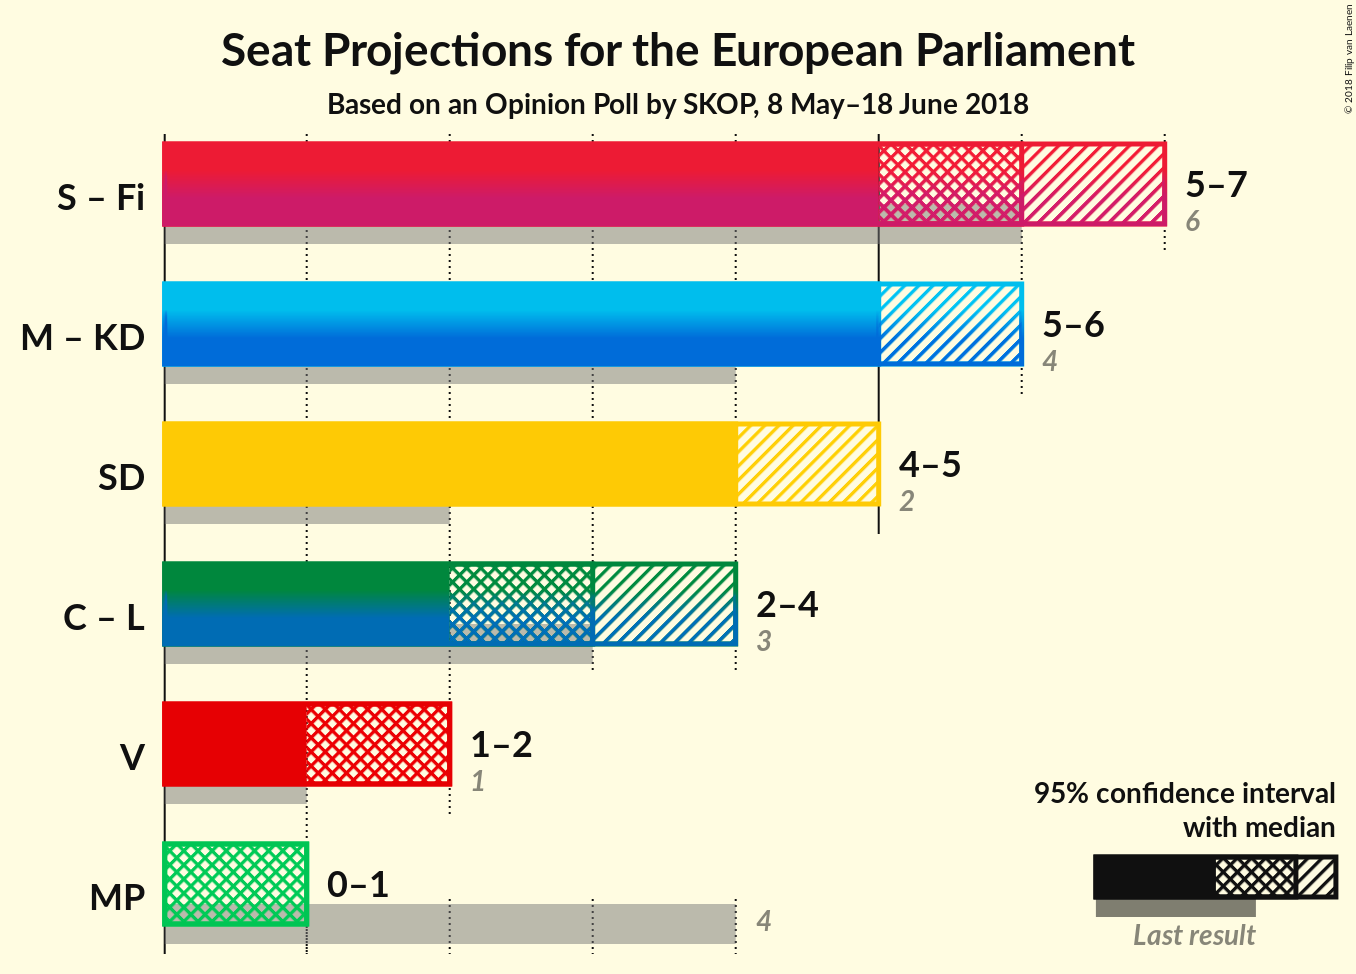 Seat Projections for the European Parliament
Based on an Opinion Poll by SKOP, 8 May–18 June 2018
© 2018 Filip van Laenen
S – Fi
5–7
6
M – KD
5–6
4
SD
4–5
2
C – L
2–4
3
V
1–2
1
MP
0–1
4
95% confidence interval
with median
Last result